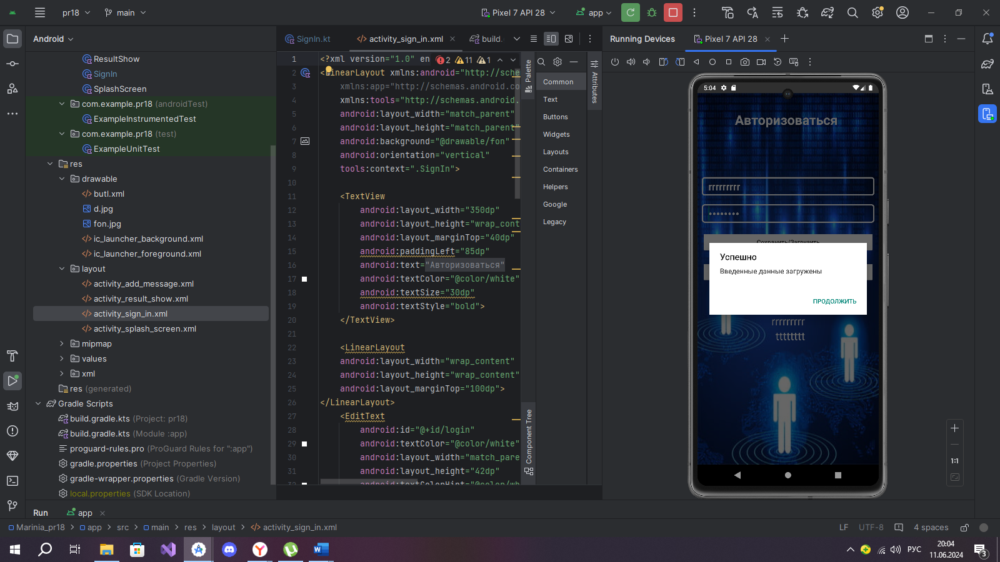 pr18
main
Pixel 7 API 28
app
Android
ResultShow
SignIn
SplashScreen
com.example.pr18 (androidTest)
ExampleInstrumentedTest
com.example.pr18 (test)
ExampleUnitTest
res
drawable
butl.xml
d.jpg
fon.jpg
ic_launcher_background.xml
ic_launcher_foreground.xml
layout
activity_add_message.xml
activity_result_show.xml
activity_sign_in.xml
activity_splash_screen.xml
mipmap
values
xml
res (generated)
Gradle Scripts
build.gradle.kts (Project: pr18)
build.gradle.kts (Module :app)
proguard-rules.pro (ProGuard Rules for ":app")
gradle.properties (Project Properties)
gradle-wrapper.properties (Gradle Version)
local.properties (SDK Location)
SignIn.kt
activity_sign_in.xml
build.
2 11 1
1 <?xml version="1.0" en
2 <LinearLayout xmlns:android="http://sche
3 xmlns:app="http://schemas.android.co
4 xmlns:tools="http://schemas.android.
5 android:layout_width="match_parent"
6 android:layout_height="match_parent"
7 android:background="@drawable/fon"
8 android:orientation="vertical"
9 tools:context=".SignIn">
10
11 <TextView
12 android:layout_width="350dp"
13 android:layout_height="wrap_cont
14 android:layout_marginTop="40dp"
15 android:paddingLeft="85dp"
16 android:text="Авторизоваться"
17 android:textColor="@color/white"
18 android:textSize="30dp"
19 android:textStyle="bold">
20 </TextView>
21
22 <LinearLayout
23 android:layout_width="wrap_content"
24 android:layout_height="wrap_content"
25 android:layout_marginTop="100dp">
26 </LinearLayout>
27 <EditText
28 android:id="@+id/login"
29 android:textColor="@color/white"
30 android:layout_width="match_pare
31 android:layout_height="42dp"
32 android:textColorHint="@color/wh
Palette
Common
Text
Buttons
Widgets
Layouts
Containers
Helpers
Google
Legacy
Component Tree
Attributes
Running Devices
Pixel 7 API 28
5:04
Авторизоваться
rrrrrrrrr
••••••••
Сохранить/Загрузить
Успешно
Введенные данные загружены
ПРОДОЛЖИТЬ
rrrrrrrrr
tttttttt
1:1
Run
app
Marinia_pr18 > app > src > main > res > layout > activity_sign_in.xml
LF
UTF-8
4 spaces
РУС
20:04
11.06.2024
3